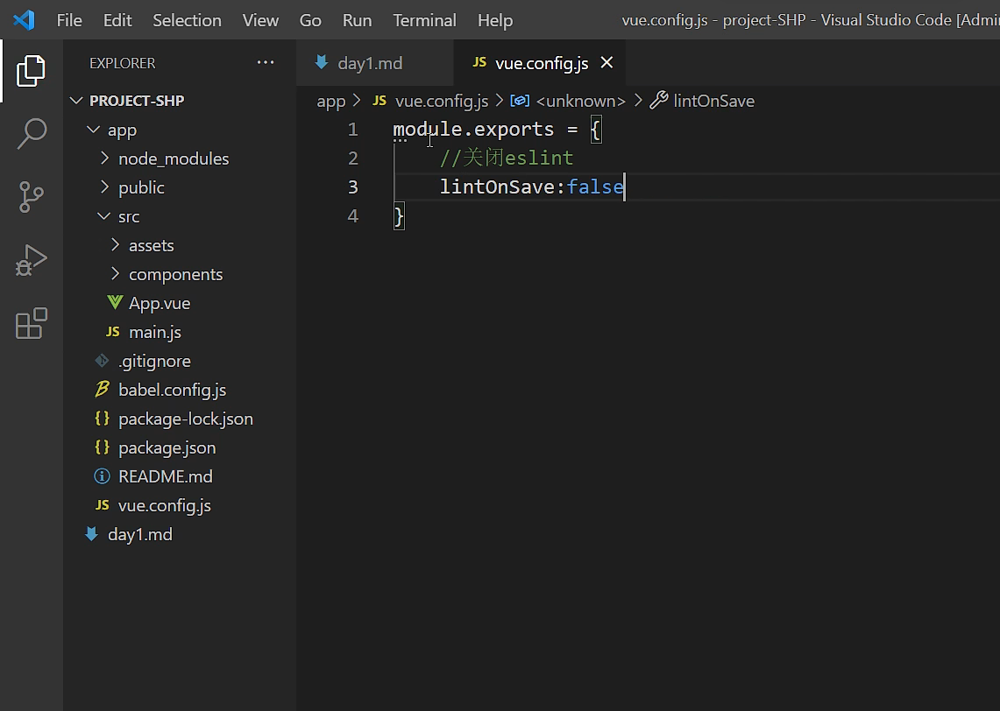 File Edit Selection View Go Run Terminal Help vue.config.js - project-SHP - Visual Studio Code [Admi
EXPLORER ···
day1.md
JS vue.config.js
PROJECT-SHP
app
node_modules
public
src
assets
components
App.vue
JS main.js
.gitignore
babel.config.js
{} package-lock.json
{} package.json
README.md
JS vue.config.js
day1.md
app > JS vue.config.js > <unknown> > lintOnSave
1 module.exports = {
2 //关闭eslint
3 lintOnSave:false
4 }